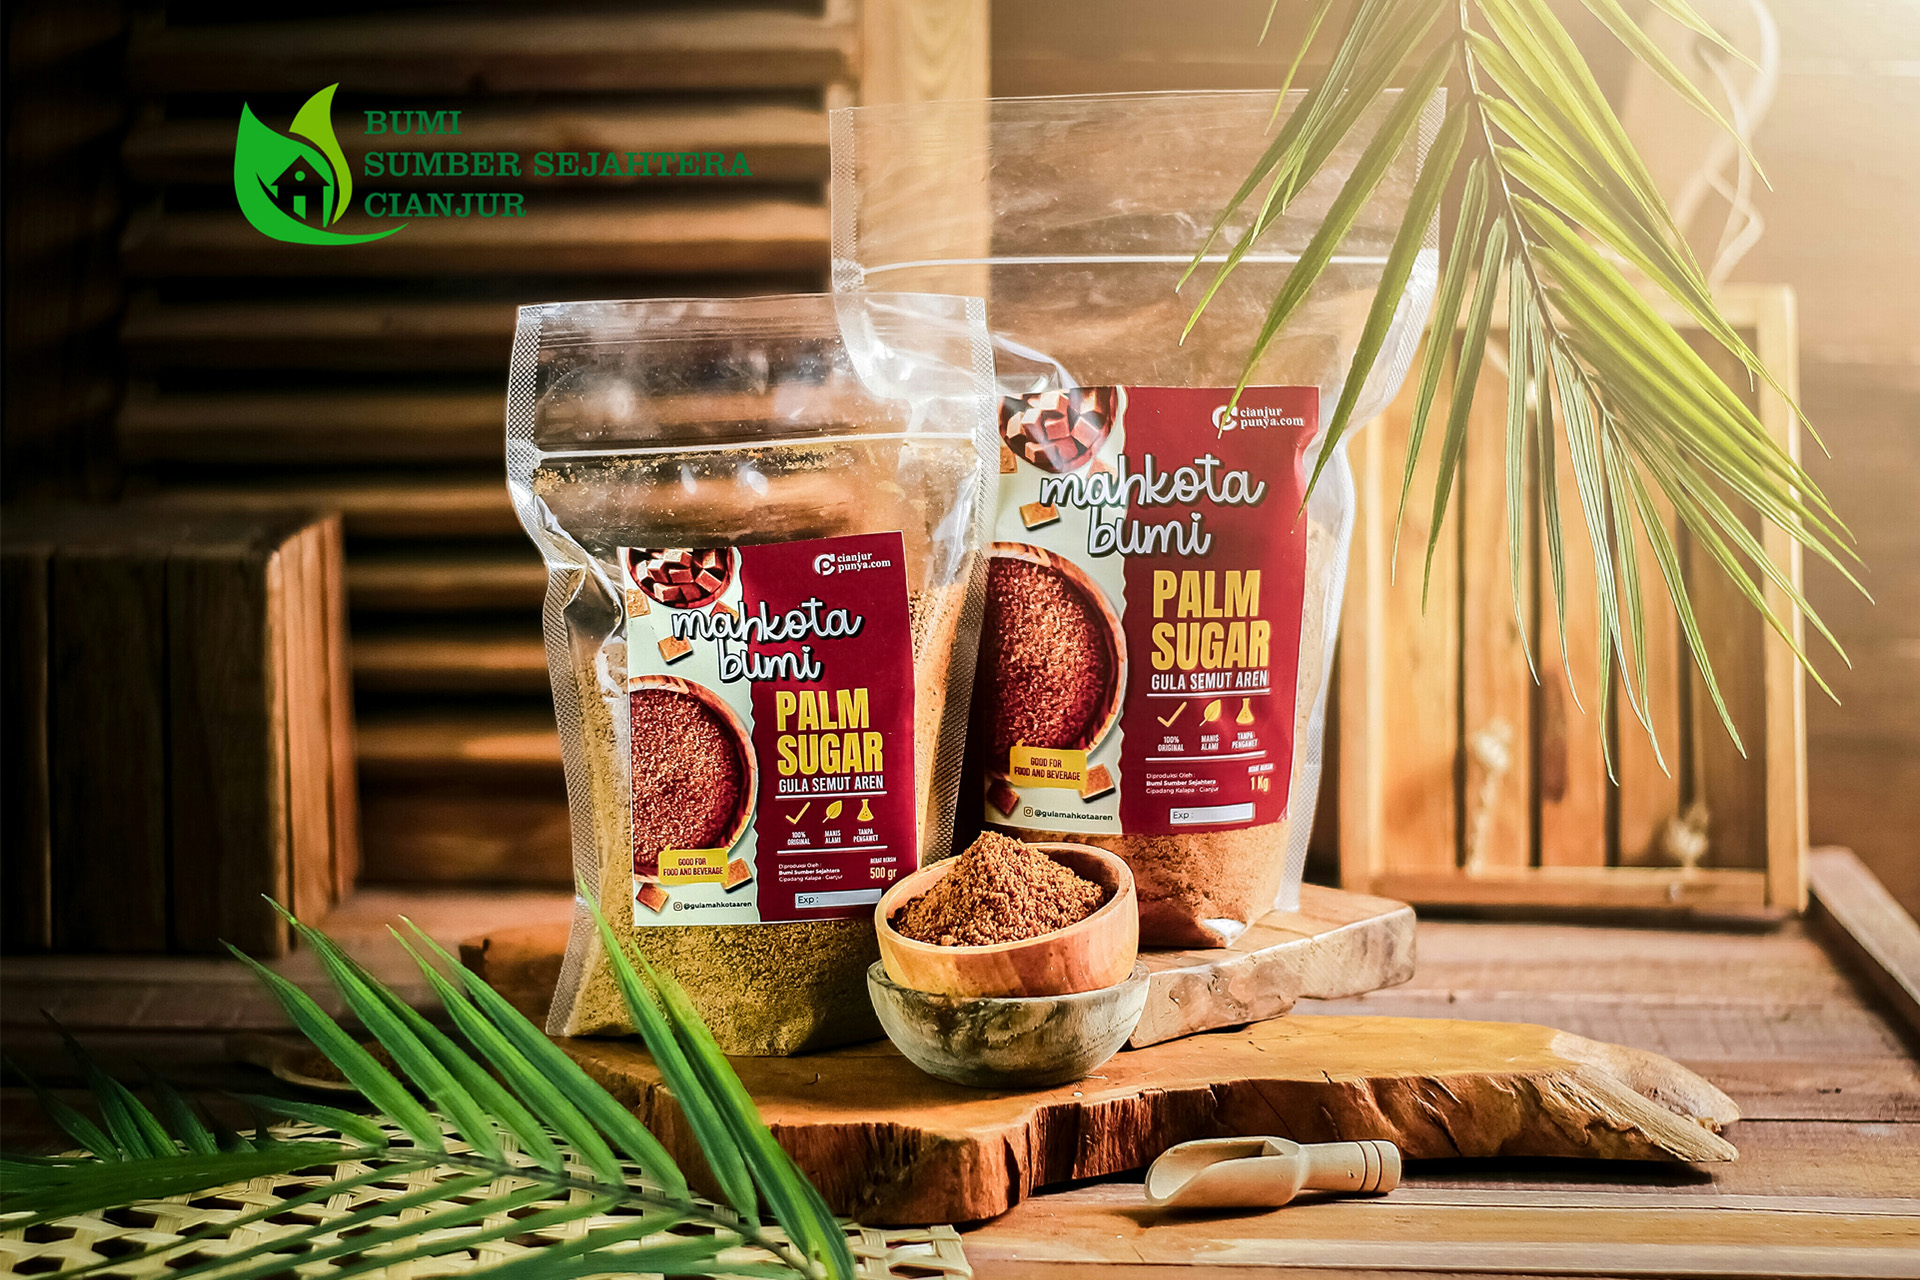 BUMI
SUMBER SEJAHTERA
CIANJUR
cianjur
punya.com
mahkota
bumi
PALM
SUGAR
GULA SEMUT AREN
100%
ORIGINAL
MANIS
ALAMI
TANPA
PENGAWET
GOOD FOR
FOOD AND BEVERAGE
Diproduksi Oleh :
Bumi Sumber Sejahtera
Cipadang Kalapa - Cianjur
BERAT BERSIH
500 gr
Exp :
@gulamahkotaaren
cianjur
punya.com
mahkota
bumi
PALM
SUGAR
GULA SEMUT AREN
100%
ORIGINAL
MANIS
ALAMI
TANPA
PENGAWET
GOOD FOR
FOOD AND BEVERAGE
Diproduksi Oleh :
Bumi Sumber Sejahtera
Cipadang Kalapa - Cianjur
BERAT BERSIH
1 Kg
Exp :
@gulamahkotaaren